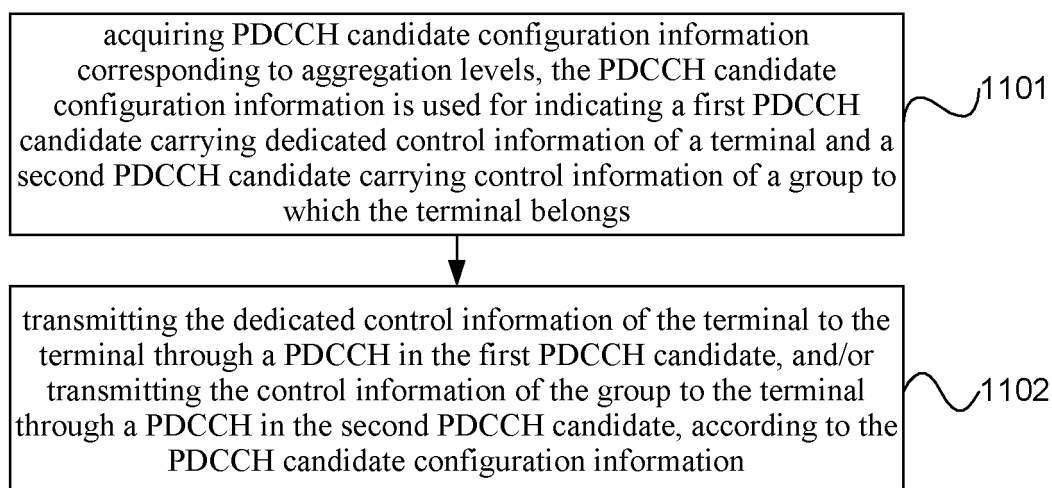 acquiring PDCCH candidate configuration information
corresponding to aggregation levels, the PDCCH candidate
configuration information is used for indicating a first PDCCH
candidate carrying dedicated control information of a terminal and a
second PDCCH candidate carrying control information of a group to
which the terminal belongs
1101
transmitting the dedicated control information of the terminal to the
terminal through a PDCCH in the first PDCCH candidate, and/or
transmitting the control information of the group to the terminal
through a PDCCH in the second PDCCH candidate, according to the
PDCCH candidate configuration information
1102